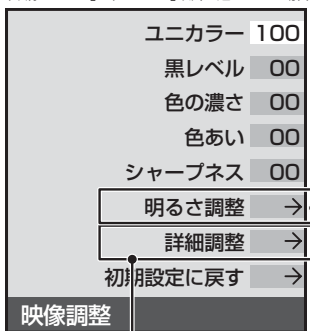 ユニカラー 100
黒レベル 00
色の濃さ 00
色あい 00
シャープネス 00
明るさ調整 →
詳細調整 →
初期設定に戻す →
映像調整